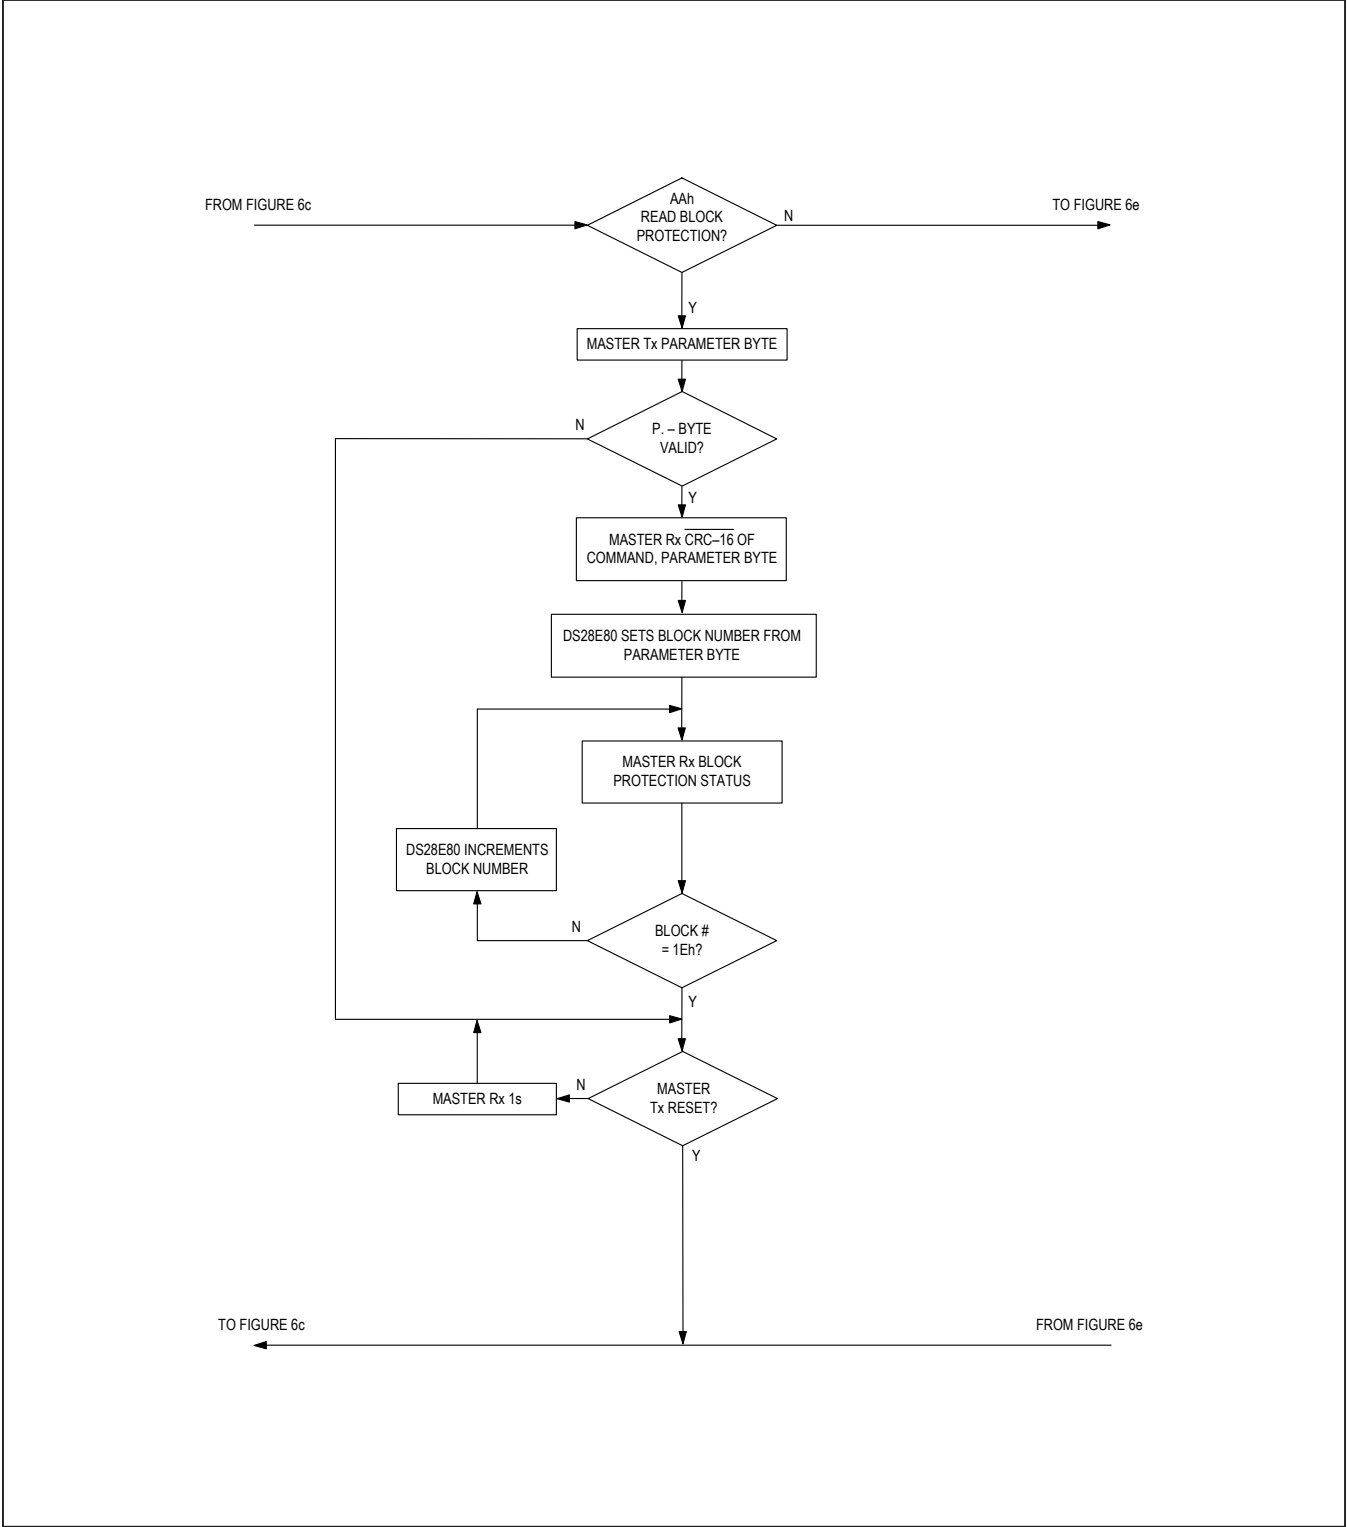 FROM FIGURE 6c
AAh
READ BLOCK
PROTECTION?
N
TO FIGURE 6e
Y
MASTER Tx PARAMETER BYTE
N
P. – BYTE
VALID?
Y
MASTER Rx CRC–16 OF
COMMAND, PARAMETER BYTE
DS28E80 SETS BLOCK NUMBER FROM
PARAMETER BYTE
MASTER Rx BLOCK
PROTECTION STATUS
DS28E80 INCREMENTS
BLOCK NUMBER
N
BLOCK #
= 1Eh?
Y
MASTER Rx 1s
N
MASTER
Tx RESET?
Y
TO FIGURE 6c
FROM FIGURE 6e